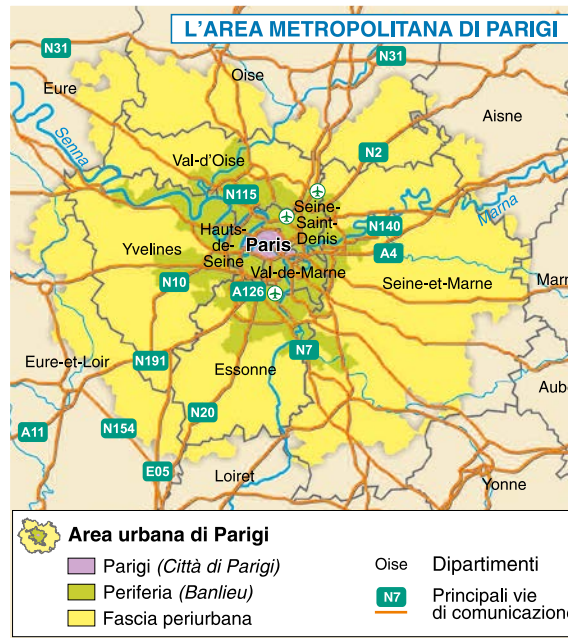 L'AREA METROPOLITANA DI PARIGI
N31
N31
Oise
Eure
Aisne
Senna
N2
Val-d'Oise
N115
Seine-
Saint-
Denis
Marna
N140
Hauts-
de-
Seine
Paris
Yvelines
A4
Val-de-Marne
N10
A126
Seine-et-Marne
Marn
N7
Eure-et-Loir
N191
Essonne
Aub
N20
N154
A11
E05
Loiret
Yonne
Area urbana di Parigi
Parigi (Città di Parigi)
Periferia (Banlieu)
Fascia periurbana
Oise Dipartimenti
N7 Principali vie
di comunicazione